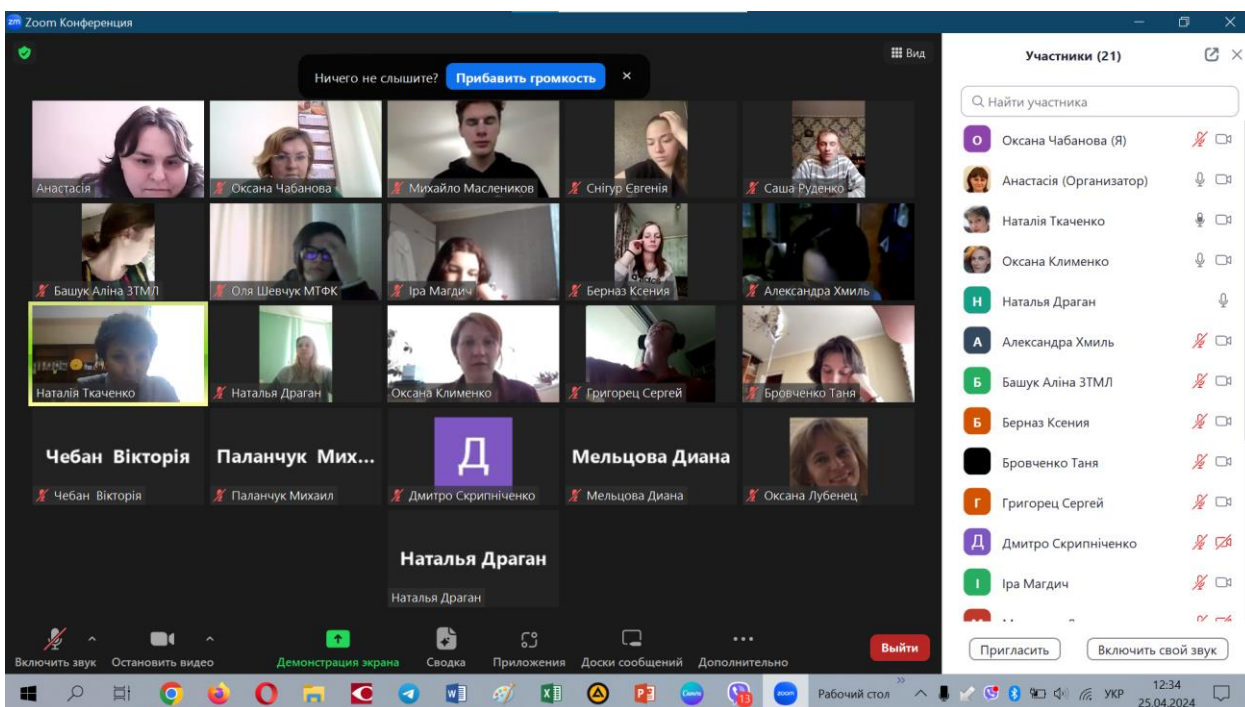 zm Zoom Конференция
Вид
Ничего не слышите? Прибавить громкость
Анастасія
Оксана Чабанова
Михайло Маслеников
Снігур Євгенія
Саша Руденко
Башук Аліна ЗТМЛ
Оля Шевчук МТФК
Іра Магдич
Берназ Ксения
Александра Хмиль
Наталія Ткаченко
Наталья Драган
Оксана Клименко
Григорец Сергей
Бровченко Таня
Чебан Вікторія
Паланчук Мих...
Д
Мельцова Диана
Чебан Вікторія
Паланчук Михаил
Дмитро Скрипніченко
Мельцова Диана
Оксана Лубенец
Наталья Драган
Наталья Драган
Включить звук
Остановить видео
Демонстрация экрана
Сводка
Приложения
Доски сообщений
Дополнительно
Выйти
Участники (21)
Найти участника
О Оксана Чабанова (Я)
Анастасія (Организатор)
Наталія Ткаченко
Оксана Клименко
Н Наталья Драган
А Александра Хмиль
Б Башук Аліна ЗТМЛ
Б Берназ Ксения
Бровченко Таня
Г Григорец Сергей
Д Дмитро Скрипніченко
І Іра Магдич
Пригласить
Включить свой звук
Canva
13
zoom
Рабочий стол
УКР
12:34
25.04.2024